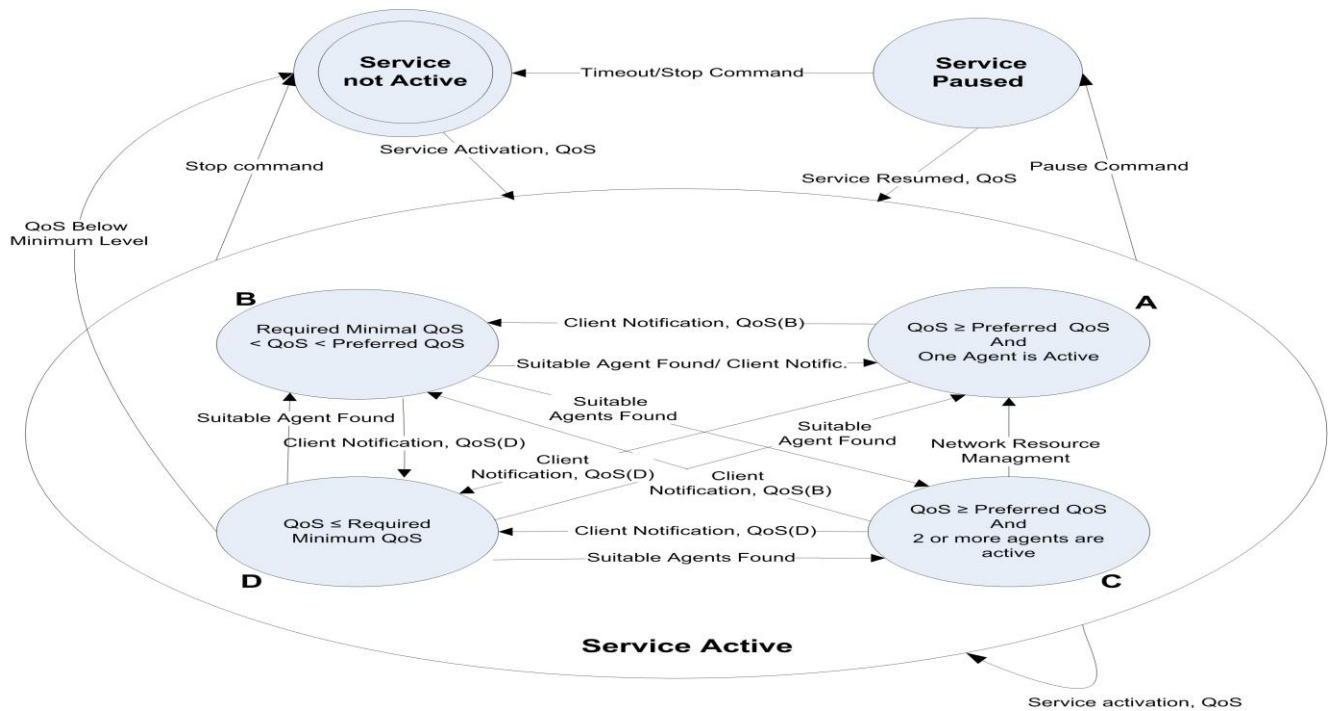 Service
not Active
Timeout/Stop Command
Service
Paused
Service Activation, QoS
Stop command
Service Resumed, QoS
Pause Command
QoS Below
Minimum Level
B
A
Required Minimal QoS
< QoS < Preferred QoS
Client Notification, QoS(B)
QoS ≥ Preferred QoS
And
One Agent is Active
Suitable Agent Found/ Client Notific.
Suitable
Agents Found
Suitable Agent Found
Suitable
Agent Found
Client Notification, QoS(D)
Network Resource
Managment
Client
Notification, QoS(D)
Client
Notification, QoS(B)
QoS ≤ Required
Minimum QoS
Client Notification, QoS(D)
QoS ≥ Preferred QoS
And
2 or more agents are
active
Suitable Agents Found
D
C
Service Active
Service activation, QoS